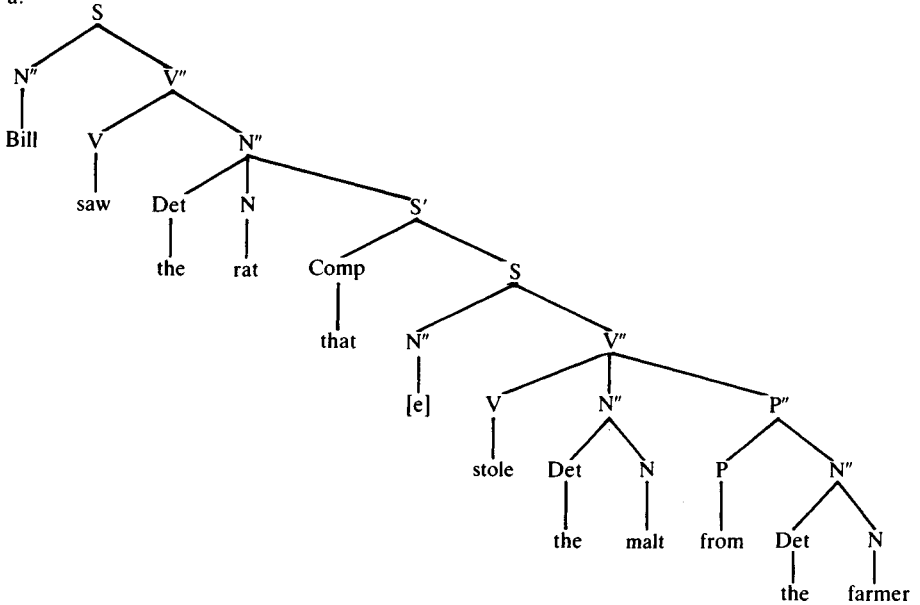 a.
S
N″ V″
Bill V N″
saw Det N S′
the rat Comp S
that N″ V″
[e] V N″ P″
stole Det N P N″
the malt from Det N
the farmer